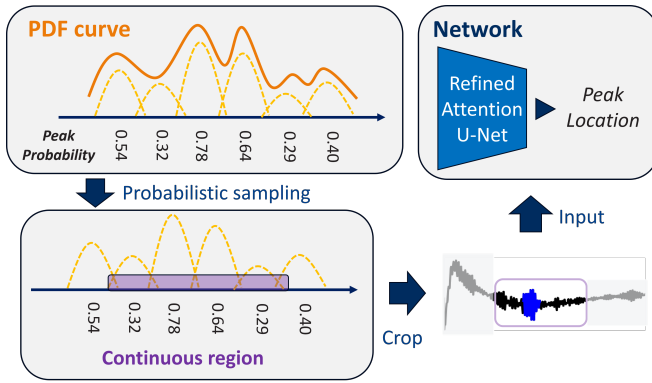 PDF curve
Peak
Probability
0.54
0.32
0.78
0.64
0.29
0.40
Probabilistic sampling
0.54
0.32
0.78
0.64
0.29
0.40
Continuous region
Crop
Input
Network
Refined
Attention
U-Net
Peak
Location